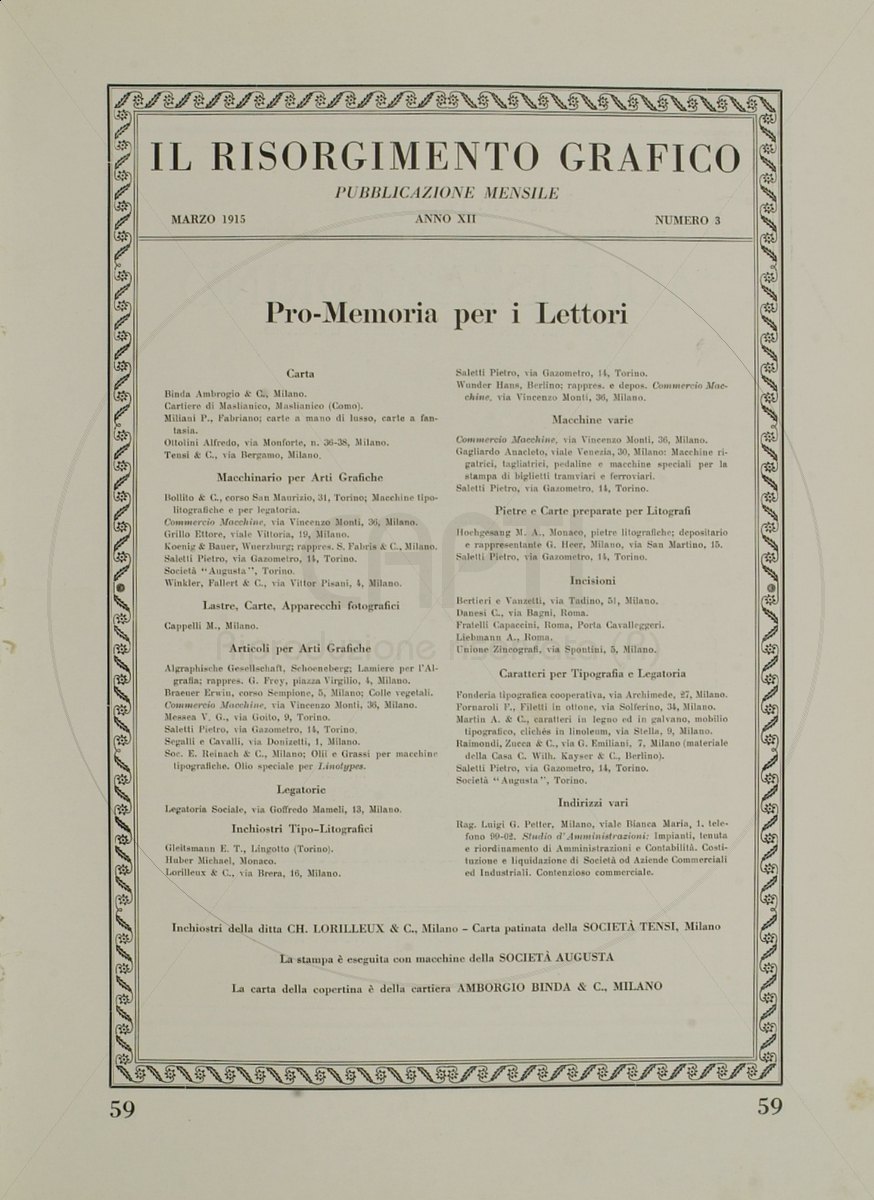 IL RISORGIMENTO GRAFICO
PUBBLICAZIONE MENSILE
MARZO 1915 ANNO XII NUMERO 3
Pro-Memoria per i Lettori
Carta
Binda Ambrogio & C., Milano.
Cartiere di Maslianico, Maslianico (Como).
Miliani P., Fabriano; carte a mano di lusso, carte a fan-
tasia.
Ottolini Alfredo, via Monforte, n. 36-38, Milano.
Tensi & C., via Bergamo, Milano.
Macchinario per Arti Grafiche
Bollito & C., corso San Maurizio, 31, Torino; Macchine tipo-
litografiche e per legatoria.
Commercio Macchine, via Vincenzo Monti, 36, Milano.
Grillo Ettore, viale Vittoria, 19, Milano.
Koenig & Bauer, Wuerzburg; rappres. S. Fabris & C., Milano.
Saletti Pietro, via Gazometro, 14, Torino.
Società “Augusta”, Torino.
Winkler, Fallert & C., via Vittor Pisani, 4, Milano.
Lastre, Carte, Apparecchi fotografici
Cappelli M., Milano.
Articoli per Arti Grafiche
Algraphische Gesellschaft, Schoeneberg; Lamiere per l'Al-
grafia; rappres. G. Frey, piazza Virgilio, 4, Milano.
Braeuer Erwin, corso Sempione, 5, Milano; Colle vegetali.
Commercio Macchine, via Vincenzo Monti, 36, Milano.
Messea V. G., via Goito, 9, Torino.
Saletti Pietro, via Gazometro, 14, Torino.
Segalli e Cavalli, via Donizetti, 1, Milano.
Soc. E. Reinach & C., Milano; Olii e Grassi per macchine
tipografiche. Olio speciale per Linotypes.
Legatorie
Legatoria Sociale, via Goffredo Mameli, 13, Milano.
Inchiostri Tipo-Litografici
Gleitsmann E. T., Lingotto (Torino).
Huber Michael, Monaco.
Lorilleux & C., via Brera, 16, Milano.
Saletti Pietro, via Gazometro, 14, Torino.
Wunder Hans, Berlino; rappres. e depos. Commercio Mac-
chine, via Vincenzo Monti, 36, Milano.
Macchine varie
Commercio Macchine, via Vincenzo Monti, 36, Milano.
Gagliardo Anacleto, viale Venezia, 30, Milano: Macchine ri-
gatrici, tagliatrici, pedaline e macchine speciali per la
stampa di biglietti tramviari e ferroviari.
Saletti Pietro, via Gazometro, 14, Torino.
Pietre e Carte preparate per Litografi
Hochgesang M. A., Monaco, pietre litografiche; depositario
e rappresentante G. Heer, Milano, via San Martino, 15.
Saletti Pietro, via Gazometro, 14, Torino.
Incisioni
Bertieri e Vanzetti, via Tadino, 51, Milano.
Danesi C., via Bagni, Roma.
Fratelli Capaccini, Roma, Porta Cavalleggeri.
Liebmann A., Roma.
Unione Zincografi, via Spontini, 5, Milano.
Caratteri per Tipografia e Legatoria
Fonderia tipografica cooperativa, via Archimede, 27, Milano.
Fornaroli F., Filetti in ottone, via Solferino, 34, Milano.
Martin A. & C., caratteri in legno ed in galvano, mobilio
tipografico, clichés in linoleum, via Stella, 9, Milano.
Raimondi, Zucca & C., via G. Emiliani, 7, Milano (materiale
della Casa C. Wilh. Kayser & C., Berlino).
Saletti Pietro, via Gazometro, 14, Torino.
Società “Augusta”, Torino.
Indirizzi vari
Rag. Luigi G. Petter, Milano, viale Bianca Maria, 1, tele-
fono 90-02. Studio d'Amministrazioni: Impianti, tenuta
e riordinamento di Amministrazioni e Contabilità. Costi-
tuzione e liquidazione di Società od Aziende Commerciali
ed Industriali. Contenzioso commerciale.
Inchiostri della ditta CH. LORILLEUX & C., Milano - Carta patinata della SOCIETÀ TENSI, Milano
La stampa è eseguita con macchine della SOCIETÀ AUGUSTA
La carta della copertina è della cartiera AMBORGIO BINDA & C., MILANO
59 59